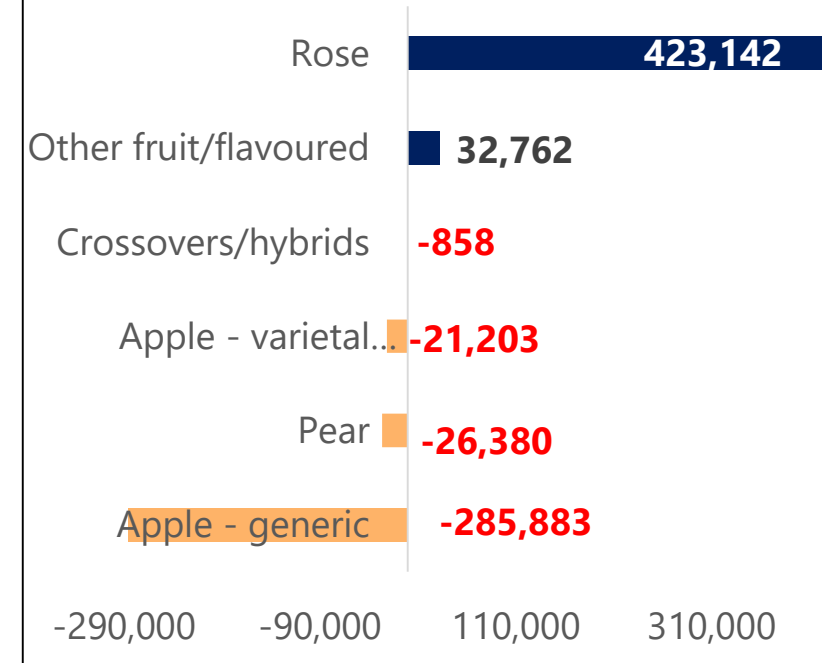 Rose 423,142
Other fruit/flavoured 32,762
Crossovers/hybrids -858
Apple - varietal... -21,203
Pear -26,380
Apple - generic -285,883
-290,000 -90,000 110,000 310,000